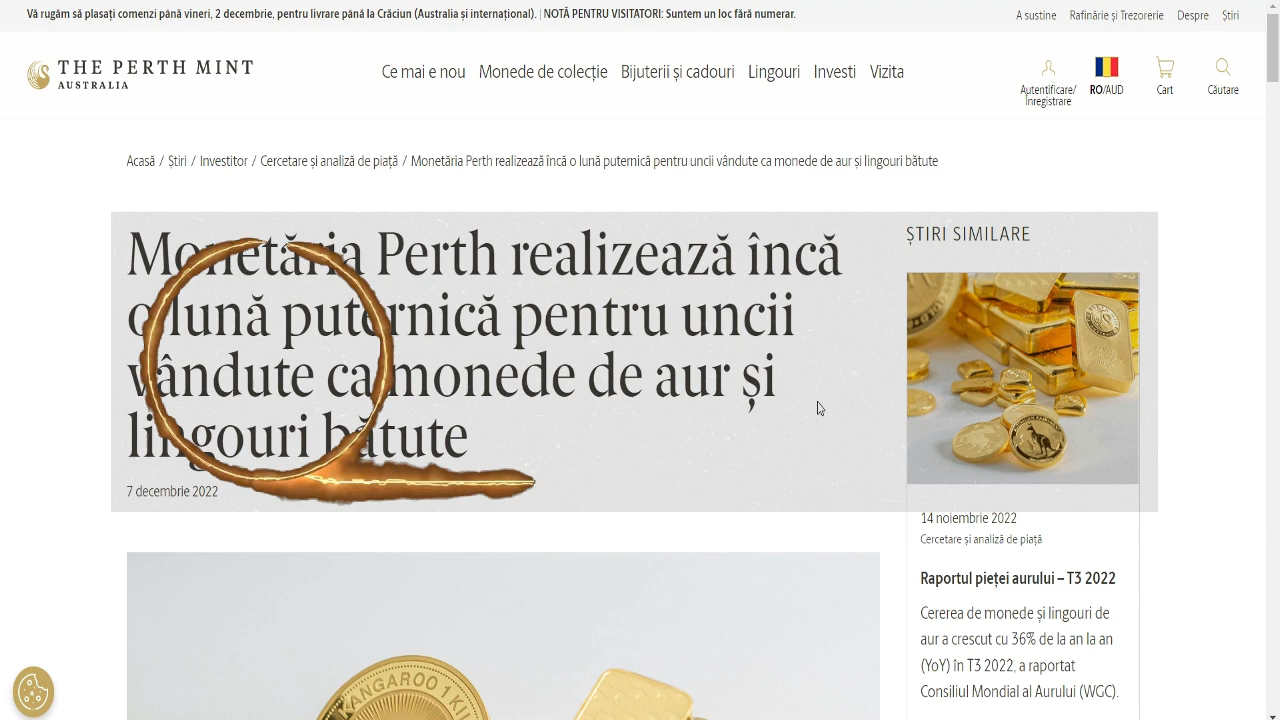 Vă rugăm să plasați comenzi până vineri, 2 decembrie, pentru livrare până la Crăciun (Australia și internațional). | NOTĂ PENTRU VISITATORI: Suntem un loc fără numerar.
A sustine Rafinărie și Trezorerie Despre Știri
THE PERTH MINT
AUSTRALIA
Ce mai e nou Monede de colecție Bijuterii și cadouri Lingouri Investi Vizita
Autentificare/
Înregistrare
RO/AUD
Cart
Căutare
Acasă / Știri / Investitor / Cercetare și analiză de piață / Monetăria Perth realizează încă o lună puternică pentru uncii vândute ca monede de aur și lingouri bătute
Monetăria Perth realizează încă
o lună puternică pentru uncii
vândute ca monede de aur și
lingouri bătute
7 decembrie 2022
ȘTIRI SIMILARE
14 noiembrie 2022
Cercetare și analiză de piață
Raportul pieței aurului – T3 2022
Cererea de monede și lingouri de
aur a crescut cu 36% de la an la an
(YoY) în T3 2022, a raportat
Consiliul Mondial al Aurului (WGC).
KANGAROO 1 KIL